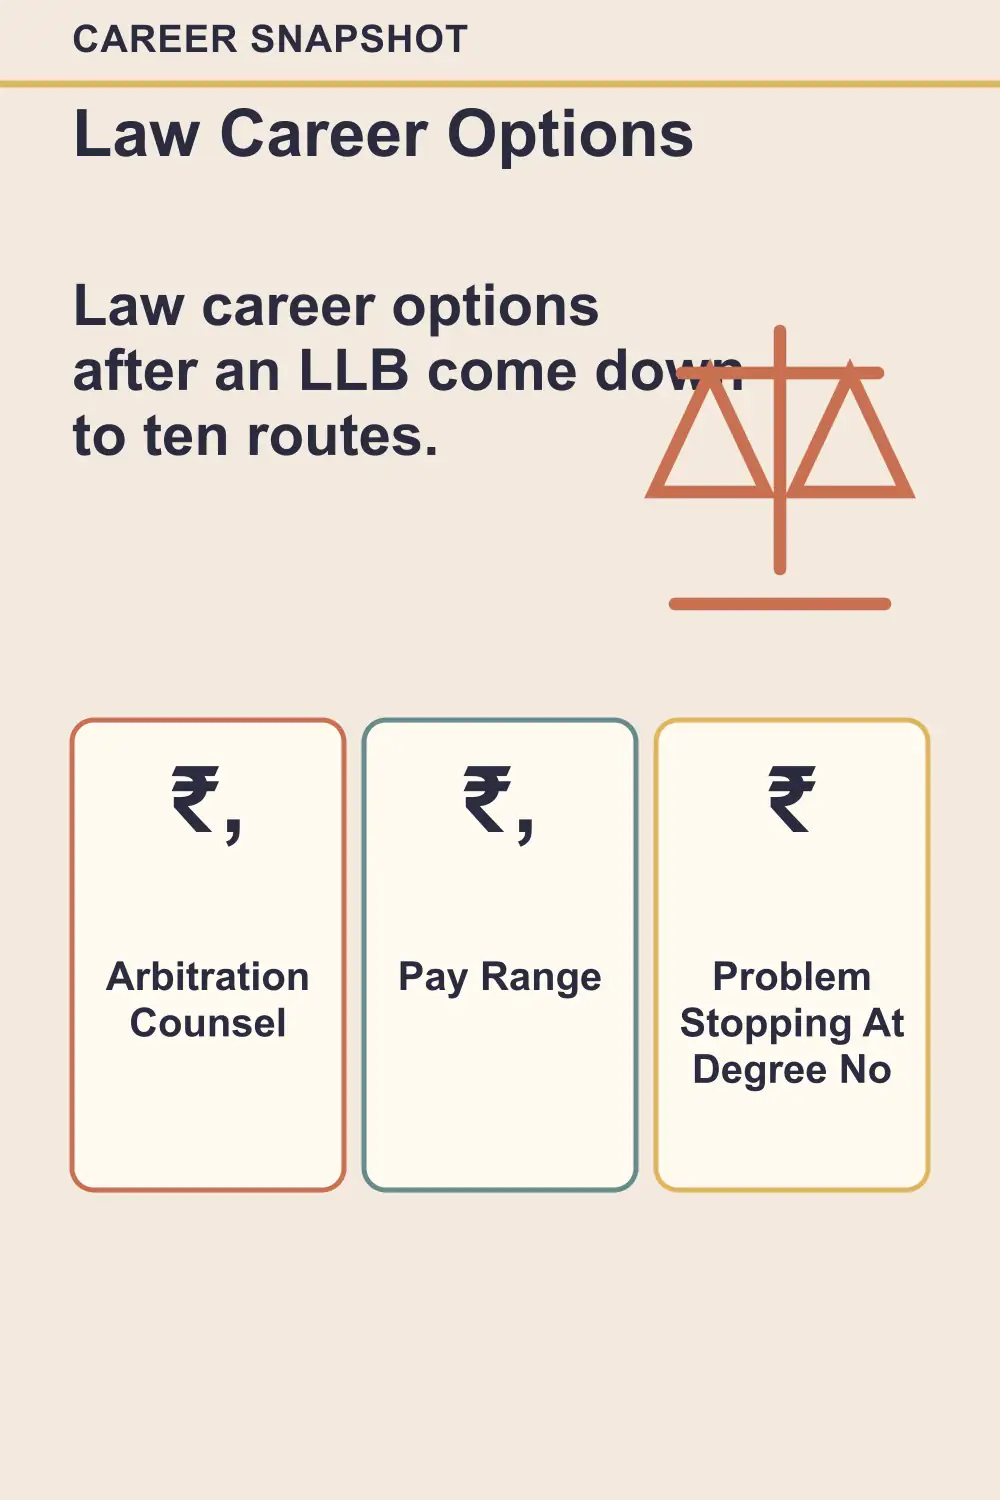 CAREER SNAPSHOT
Law Career Options
Law career options
after an LLB come down
to ten routes.
₹,
Arbitration
Counsel
₹,
Pay Range
₹
Problem
Stopping At
Degree No